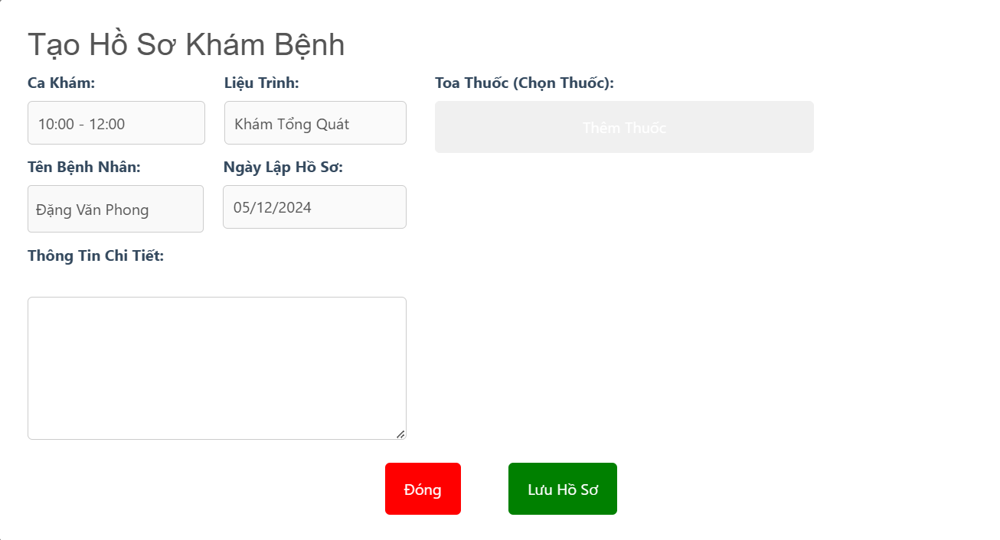 Tạo Hồ Sơ Khám Bệnh
Ca Khám:
Liệu Trình:
Toa Thuốc (Chọn Thuốc):
10:00 - 12:00
Khám Tổng Quát
Thêm Thuốc
Tên Bệnh Nhân:
Ngày Lập Hồ Sơ:
Đặng Văn Phong
05/12/2024
Thông Tin Chi Tiết:
Đóng
Lưu Hồ Sơ